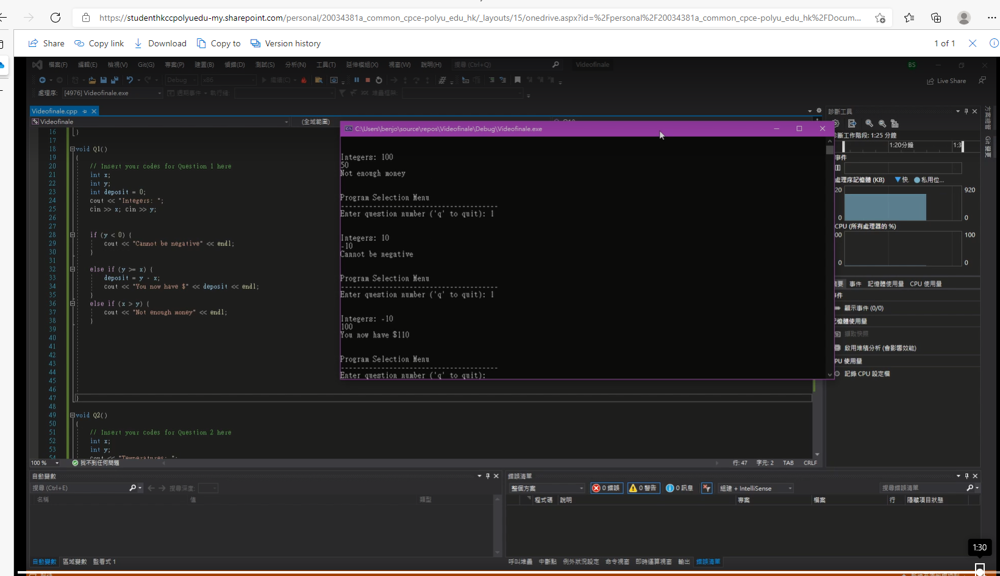 https://studenthkccpolyuedu-my.sharepoint.com/personal/20034381a_common_cpce-polyu_edu_hk/_layouts/15/onedrive.aspx?id=%2Fpersonal%2F20034381a_common_cpce-polyu_edu_hk%2FDocum...
Share Copy link Download Copy to Version history 1 of 1
檔案(F) 編輯(E) 檢視(V) Git(G) 專案(P) 建置(B) 偵錯(D) 測試(S) 分析(N) 工具(T) 延伸模組(X) 視窗(W) 說明(H) 搜尋 (Ctrl+Q) Videofinale BS
Debug x86 繼續(C) Live Share
處理序: [4976] Videofinale.exe 週期事件 執行緒: 堆疊框架:
Videofinale.cpp
Videofinale (全域範圍)
16 }
17
18 void Q1()
19 {
20 // Insert your codes for Question 1 here
21 int x;
22 int y;
23 int deposit = 0;
24 cout << "Integers: ";
25 cin >> x; cin >> y;
26
27
28 if (y < 0) {
29 cout << "Cannot be negative" << endl;
30 }
31
32 else if (y >= x) {
33 deposit = y - x;
34 cout << "You now have $" << deposit << endl;
35 }
36 else if (x > y) {
37 cout << "Not enough money" << endl;
38 }
39
40
41
42
43
44
45
46
47 }
48
49 void Q2()
50 {
51 // Insert your codes for Question 2 here
52 int x;
53 int y;
54 cout << "Temperatures: ";
C:\Users\benjo\source\repos\Videofinale\Debug\Videofinale.exe
Integers: 100
50
Not enough money
Program Selection Menu
---------------------------------------
Enter question number ('q' to quit): 1
Integers: 10
-10
Cannot be negative
Program Selection Menu
---------------------------------------
Enter question number ('q' to quit): 1
Integers: -10
100
You now have $110
Program Selection Menu
---------------------------------------
Enter question number ('q' to quit):
診斷工具
診斷工作階段: 1:25 分鐘
1:20分鐘 1:3
事件
處理序記憶體 (KB) 快. 私用位...
20 920
0 0
CPU (所有處理器的 %)
00 100
0 0
摘要 事件 記憶體使用量 CPU 使用量
件
顯示事件 (0/0)
記憶體使用量
擷取快照
啟用堆積分析 (會影響效能)
PU 使用量
記錄 CPU 設定檔
方案總管
Git 變更
100 % 找不到任何問題 行: 47 字元: 2 TAB CRLF
自動變數
搜尋 (Ctrl+E) 搜尋深度:
名稱 值 類型
自動變數 區域變數 監看式 1
錯誤清單
整個方案 0 錯誤 0 警告 0 訊息 組建 + IntelliSense 搜尋錯誤清單
程式碼 說明 專案 檔案 行 隱藏項目狀態
呼叫堆疊 中斷點 例外狀況設定 命令視窗 即時運算視窗 輸出 錯誤清單
1:30